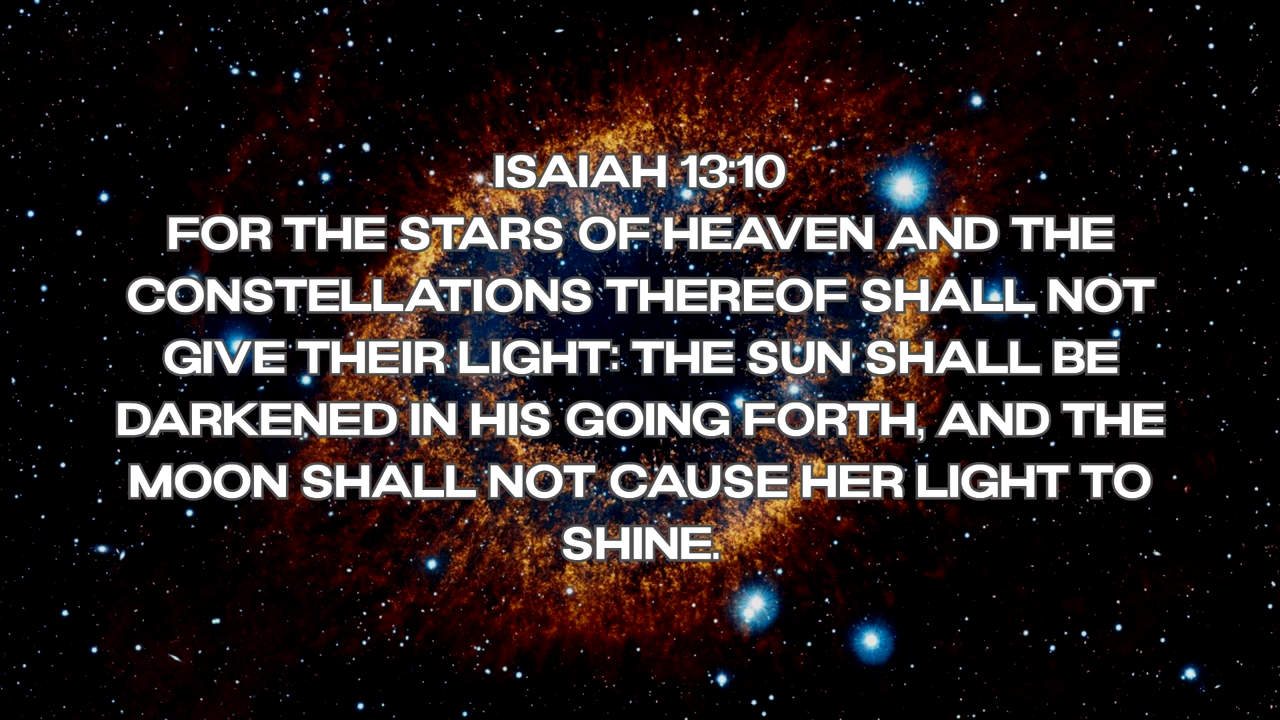 ISAIAH 13:10
FOR THE STARS OF HEAVEN AND THE
CONSTELLATIONS THEREOF SHALL NOT
GIVE THEIR LIGHT: THE SUN SHALL BE
DARKENED IN HIS GOING FORTH, AND THE
MOON SHALL NOT CAUSE HER LIGHT TO
SHINE.